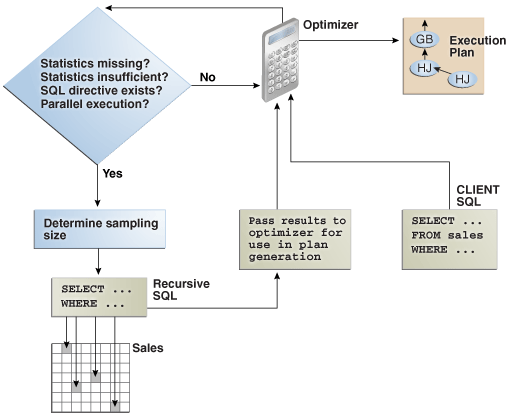 Optimizer
GB
HJ
HJ
Execution
Plan
Statistics missing?
Statistics insufficient?
SQL directive exists?
Parallel execution?
No
Yes
Determine sampling
size
Pass results to
optimizer for
use in plan
generation
CLIENT
SQL
SELECT ...
FROM sales
WHERE ...
SELECT ...
WHERE ...
Recursive
SQL
Sales